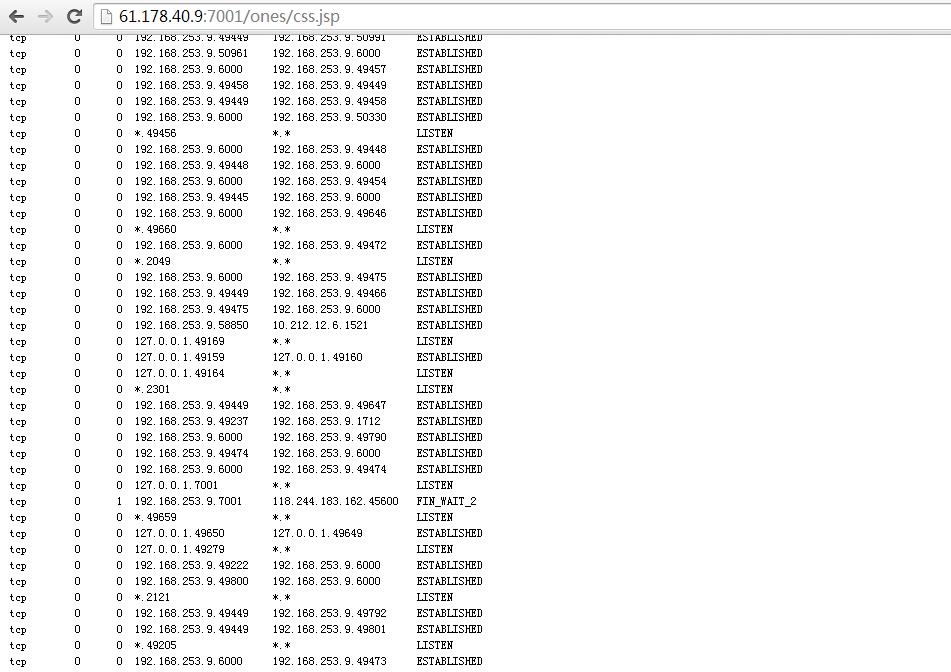 61.178.40.9:7001/ones/css.jsp
tcp 0 0 192.168.253.9.49449 192.168.253.9.50991 ESTABLISHED
tcp 0 0 192.168.253.9.50961 192.168.253.9.6000 ESTABLISHED
tcp 0 0 192.168.253.9.6000 192.168.253.9.49457 ESTABLISHED
tcp 0 0 192.168.253.9.49458 192.168.253.9.49449 ESTABLISHED
tcp 0 0 192.168.253.9.49449 192.168.253.9.49458 ESTABLISHED
tcp 0 0 192.168.253.9.6000 192.168.253.9.50330 ESTABLISHED
tcp 0 0 *.49456 *.* LISTEN
tcp 0 0 192.168.253.9.6000 192.168.253.9.49448 ESTABLISHED
tcp 0 0 192.168.253.9.49448 192.168.253.9.6000 ESTABLISHED
tcp 0 0 192.168.253.9.6000 192.168.253.9.49454 ESTABLISHED
tcp 0 0 192.168.253.9.49445 192.168.253.9.6000 ESTABLISHED
tcp 0 0 192.168.253.9.6000 192.168.253.9.49646 ESTABLISHED
tcp 0 0 *.49660 *.* LISTEN
tcp 0 0 192.168.253.9.6000 192.168.253.9.49472 ESTABLISHED
tcp 0 0 *.2049 *.* LISTEN
tcp 0 0 192.168.253.9.6000 192.168.253.9.49475 ESTABLISHED
tcp 0 0 192.168.253.9.49449 192.168.253.9.49466 ESTABLISHED
tcp 0 0 192.168.253.9.49475 192.168.253.9.6000 ESTABLISHED
tcp 0 0 192.168.253.9.58850 10.212.12.6.1521 ESTABLISHED
tcp 0 0 127.0.0.1.49169 *.* LISTEN
tcp 0 0 127.0.0.1.49159 127.0.0.1.49160 ESTABLISHED
tcp 0 0 127.0.0.1.49164 *.* LISTEN
tcp 0 0 *.2301 *.* LISTEN
tcp 0 0 192.168.253.9.49449 192.168.253.9.49647 ESTABLISHED
tcp 0 0 192.168.253.9.49237 192.168.253.9.1712 ESTABLISHED
tcp 0 0 192.168.253.9.6000 192.168.253.9.49790 ESTABLISHED
tcp 0 0 192.168.253.9.49474 192.168.253.9.6000 ESTABLISHED
tcp 0 0 192.168.253.9.6000 192.168.253.9.49474 ESTABLISHED
tcp 0 0 127.0.0.1.7001 *.* LISTEN
tcp 0 1 192.168.253.9.7001 118.244.183.162.45600 FIN_WAIT_2
tcp 0 0 *.49659 *.* LISTEN
tcp 0 0 127.0.0.1.49650 127.0.0.1.49649 ESTABLISHED
tcp 0 0 127.0.0.1.49279 *.* LISTEN
tcp 0 0 192.168.253.9.49222 192.168.253.9.6000 ESTABLISHED
tcp 0 0 192.168.253.9.49800 192.168.253.9.6000 ESTABLISHED
tcp 0 0 *.2121 *.* LISTEN
tcp 0 0 192.168.253.9.49449 192.168.253.9.49792 ESTABLISHED
tcp 0 0 192.168.253.9.49449 192.168.253.9.49801 ESTABLISHED
tcp 0 0 *.49205 *.* LISTEN
tcp 0 0 192.168.253.9.6000 192.168.253.9.49473 ESTABLISHED